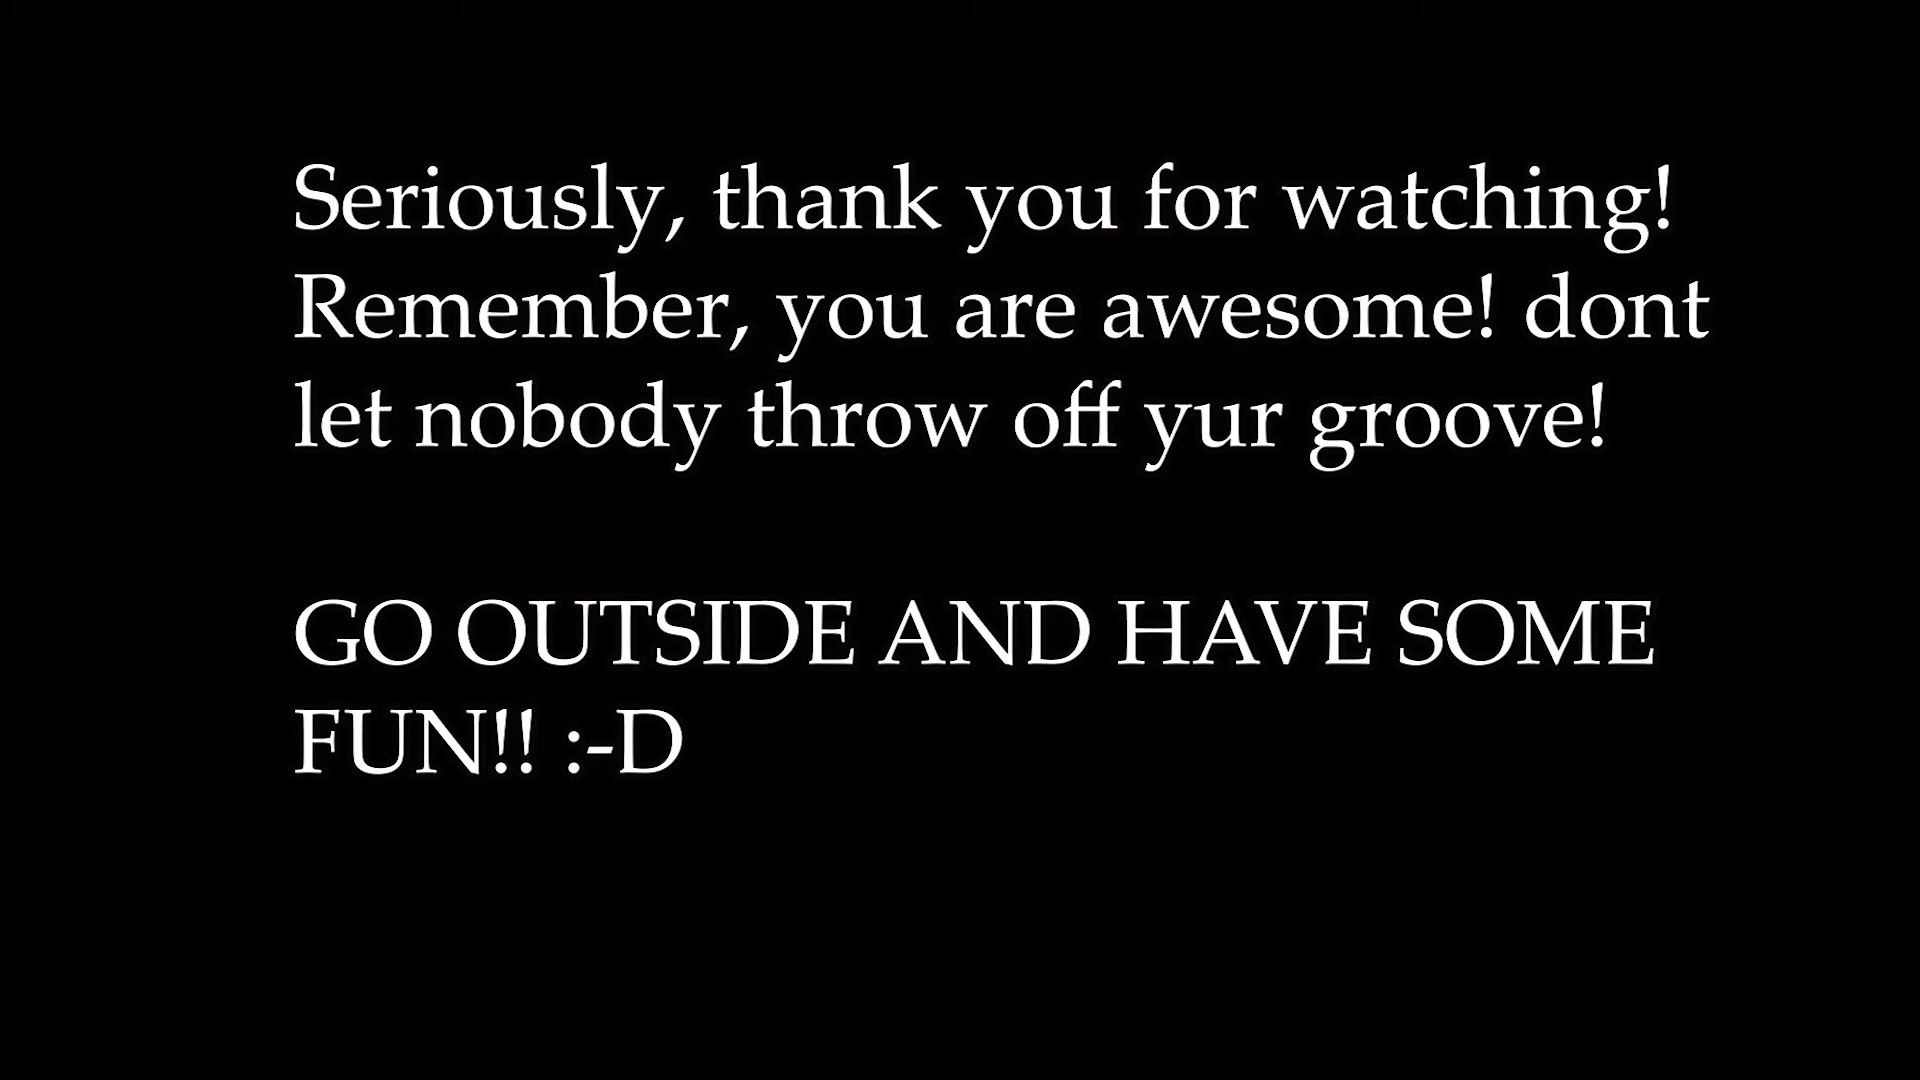 Seriously, thank you for watching!
Remember, you are awesome! dont
let nobody throw off yur groove!
GO OUTSIDE AND HAVE SOME
FUN!! :-D